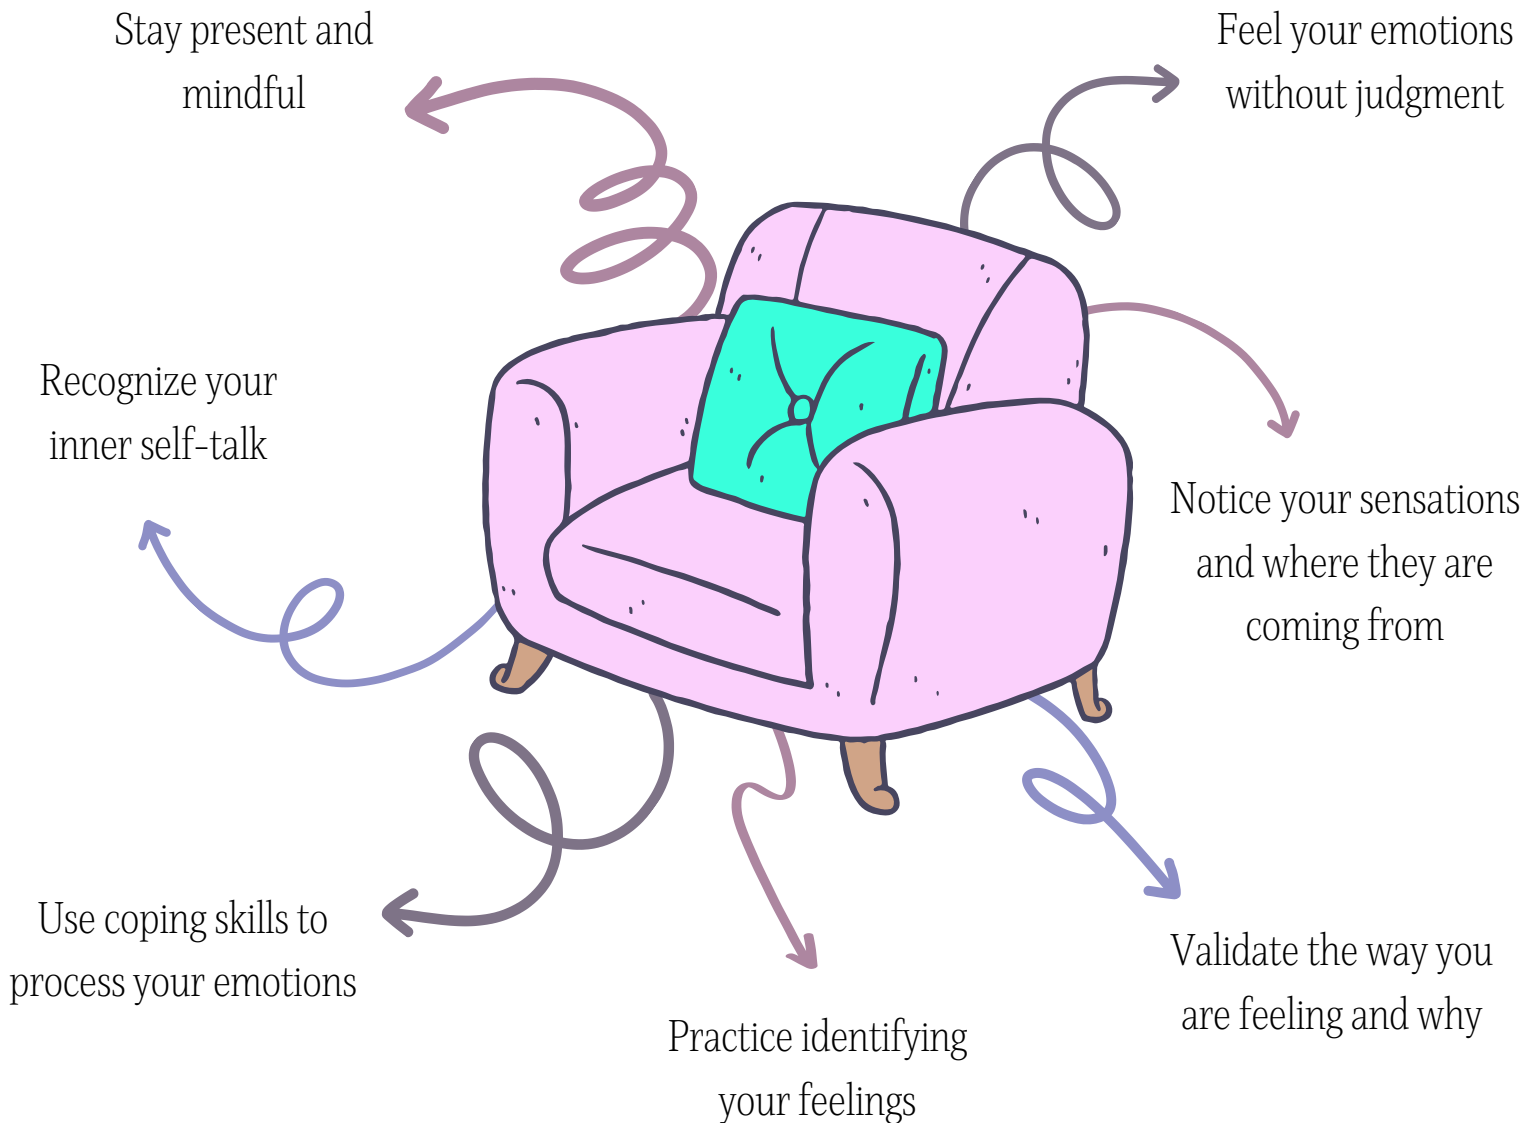 Stay present and
mindful
Feel your emotions
without judgment
Recognize your
inner self-talk
Notice your sensations
and where they are
coming from
Use coping skills to
process your emotions
Validate the way you
are feeling and why
Practice identifying
your feelings